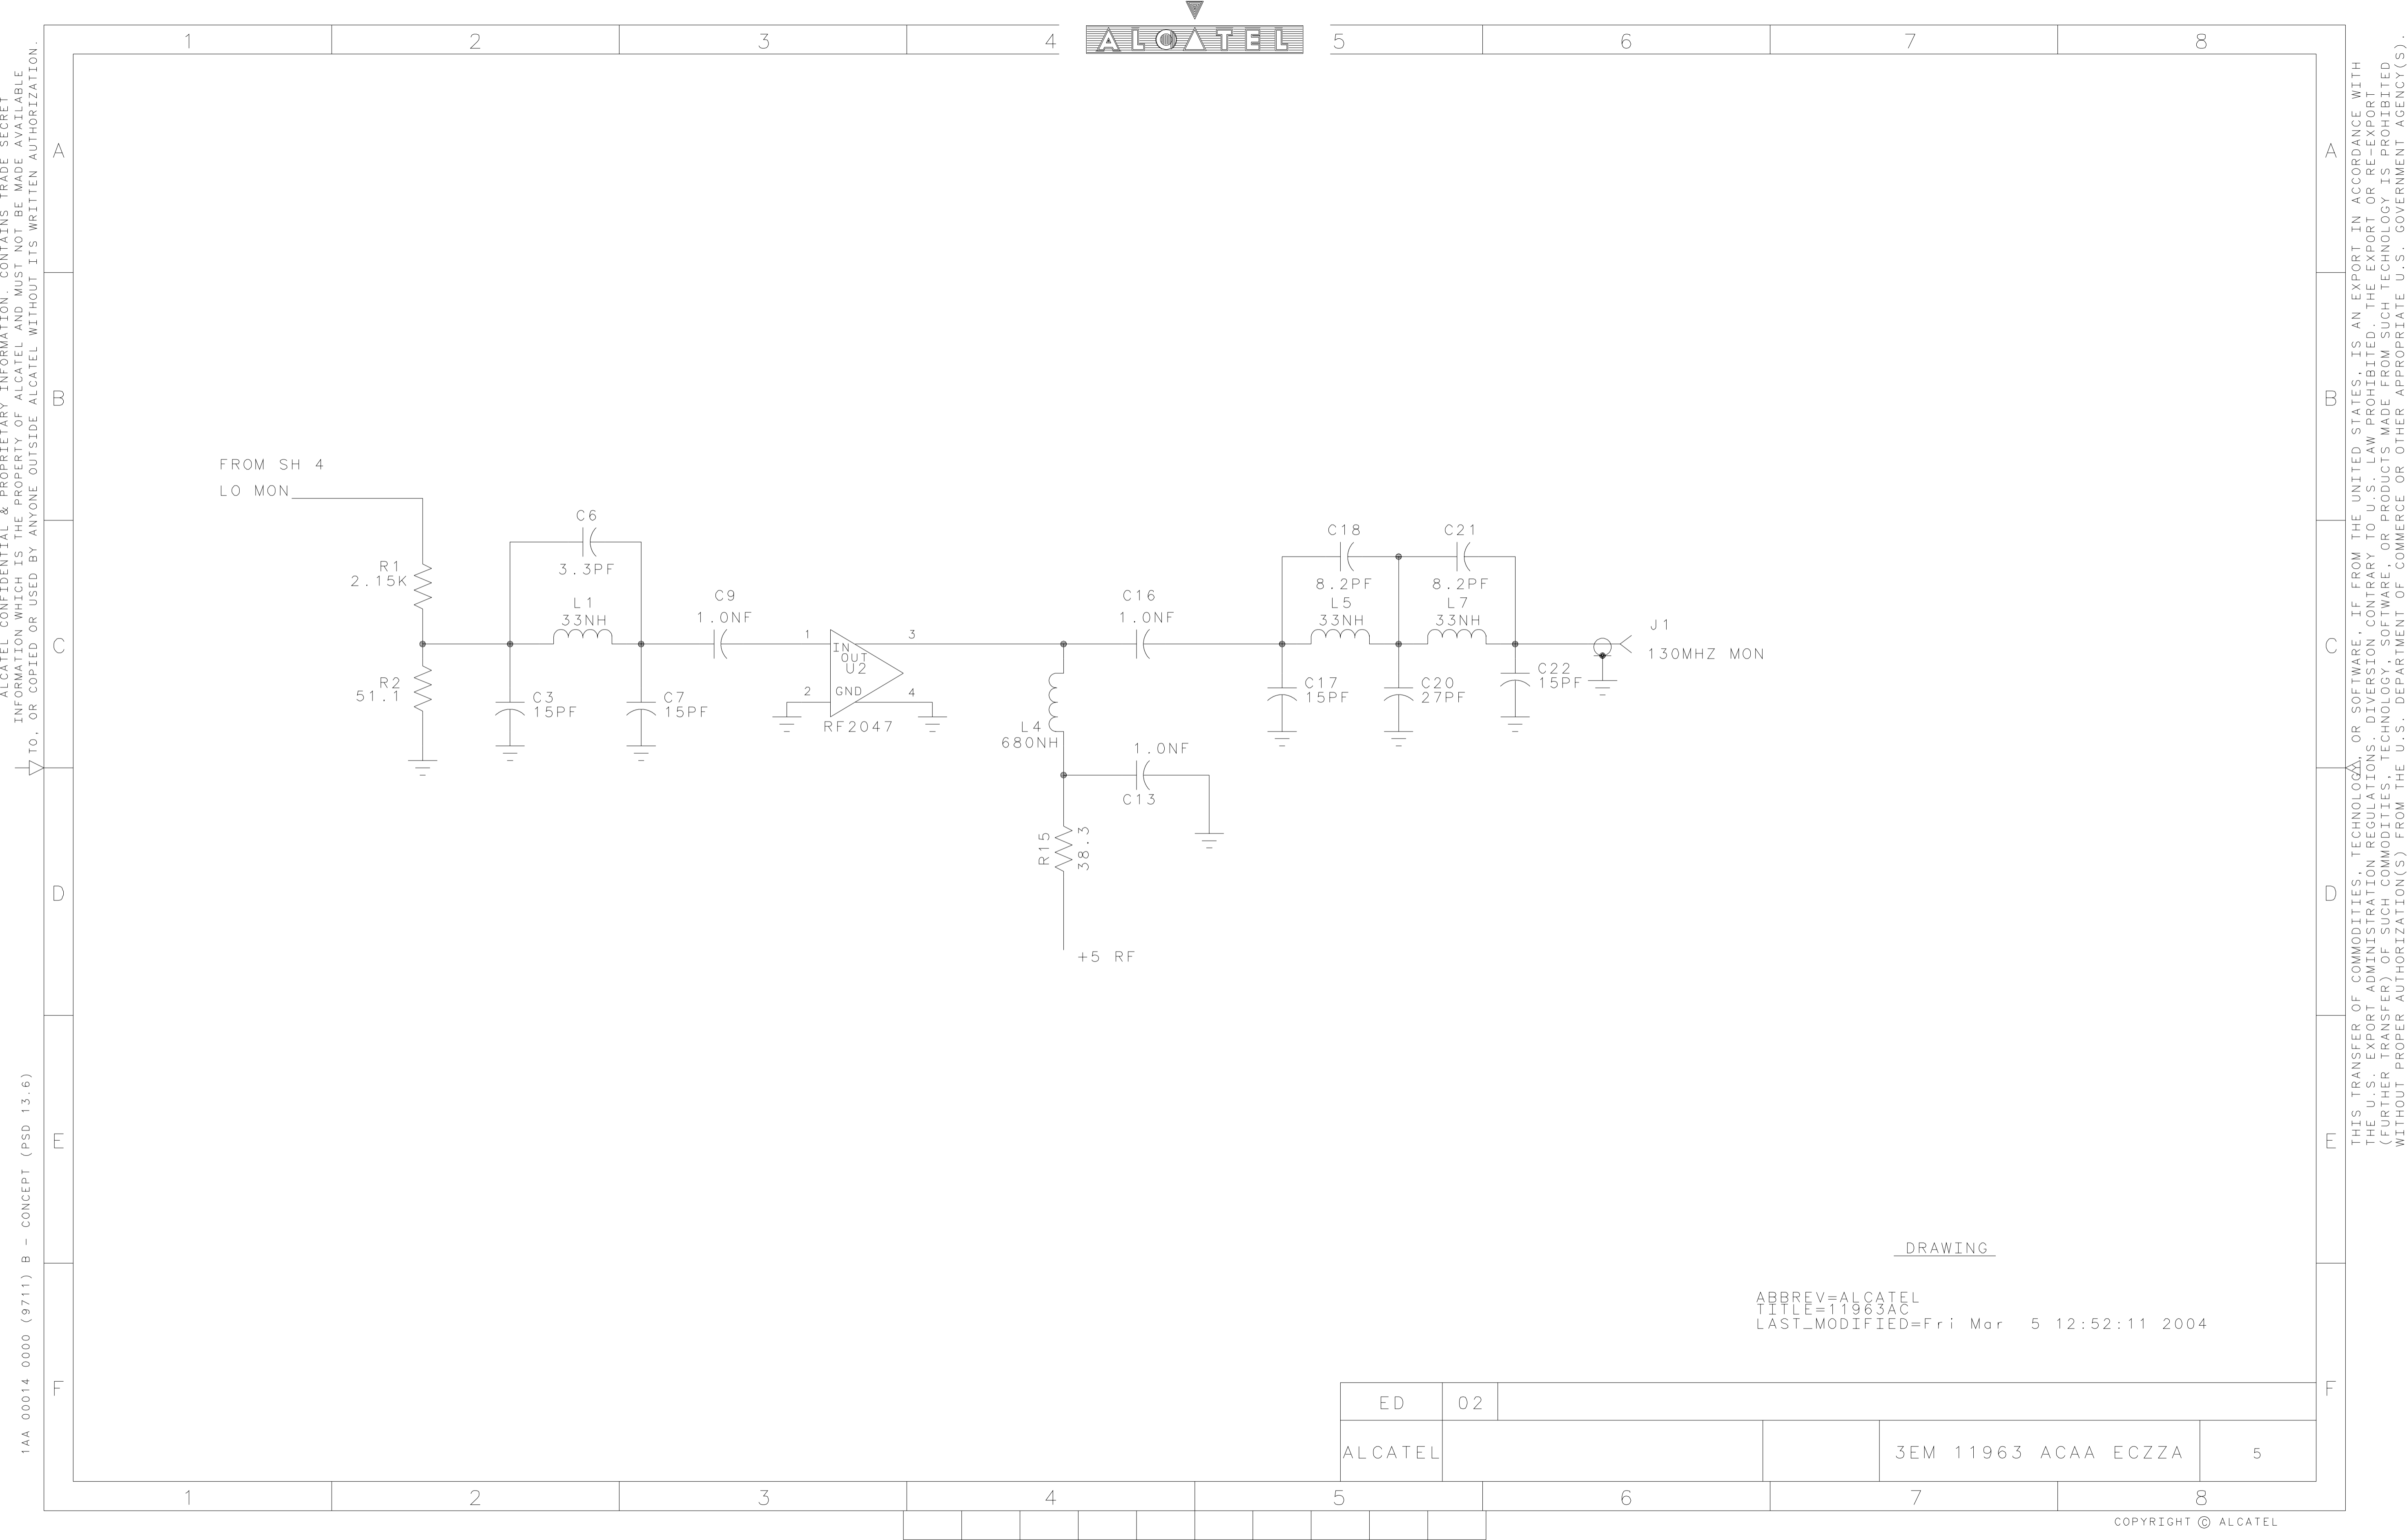 ALCATEL
1 2 3 4 5 6 7 8
ALCATEL CONFIDENTIAL & PROPRIETARY INFORMATION. CONTAINS TRADE SECRET
INFORMATION WHICH IS THE PROPERTY OF ALCATEL AND MUST NOT BE MADE AVAILABLE
TO, OR COPIED OR USED BY ANYONE OUTSIDE ALCATEL WITHOUT ITS WRITTEN AUTHORIZATION.
1AA 00014 0000 (9711) B - CONCEPT (PSD 13.6)
A
B
C
D
E
F
FROM SH 4
LO MON
R1
2.15K
R2
51.1
C6
3.3PF
L1
33NH
C3
15PF
C7
15PF
C9
1.0NF
1
IN
OUT
U2
3
2
GND
4
RF2047
C16
1.0NF
L4
680NH
1.0NF
C13
R15
38.3
+5 RF
C18
8.2PF
L5
33NH
C21
8.2PF
L7
33NH
C17
15PF
C20
27PF
C22
15PF
J1
130MHZ MON
A
B
C
D
E
F
THIS TRANSFER OF COMMODITIES, TECHNOLOGY, OR SOFTWARE, IF FROM THE UNITED STATES, IS AN EXPORT IN ACCORDANCE WITH
THE U.S. EXPORT ADMINISTRATION REGULATIONS. DIVERSION CONTRARY TO U.S. LAW PROHIBITED. THE EXPORT OR RE-EXPORT
(FURTHER TRANSFER) OF SUCH COMMODITIES, TECHNOLOGY, SOFTWARE, OR PRODUCTS MADE FROM SUCH TECHNOLOGY IS PROHIBITED
WITHOUT PROPER AUTHORIZATION(S) FROM THE U.S. DEPARTMENT OF COMMERCE OR OTHER APPROPRIATE U.S. GOVERNMENT AGENCY(S).
DRAWING
ABBREV=ALCATEL
TITLE=11963AC
LAST_MODIFIED=Fri Mar 5 12:52:11 2004
ED 02
ALCATEL 3EM 11963 ACAA ECZZA 5
1 2 3 4 5 6 7 8
COPYRIGHT © ALCATEL